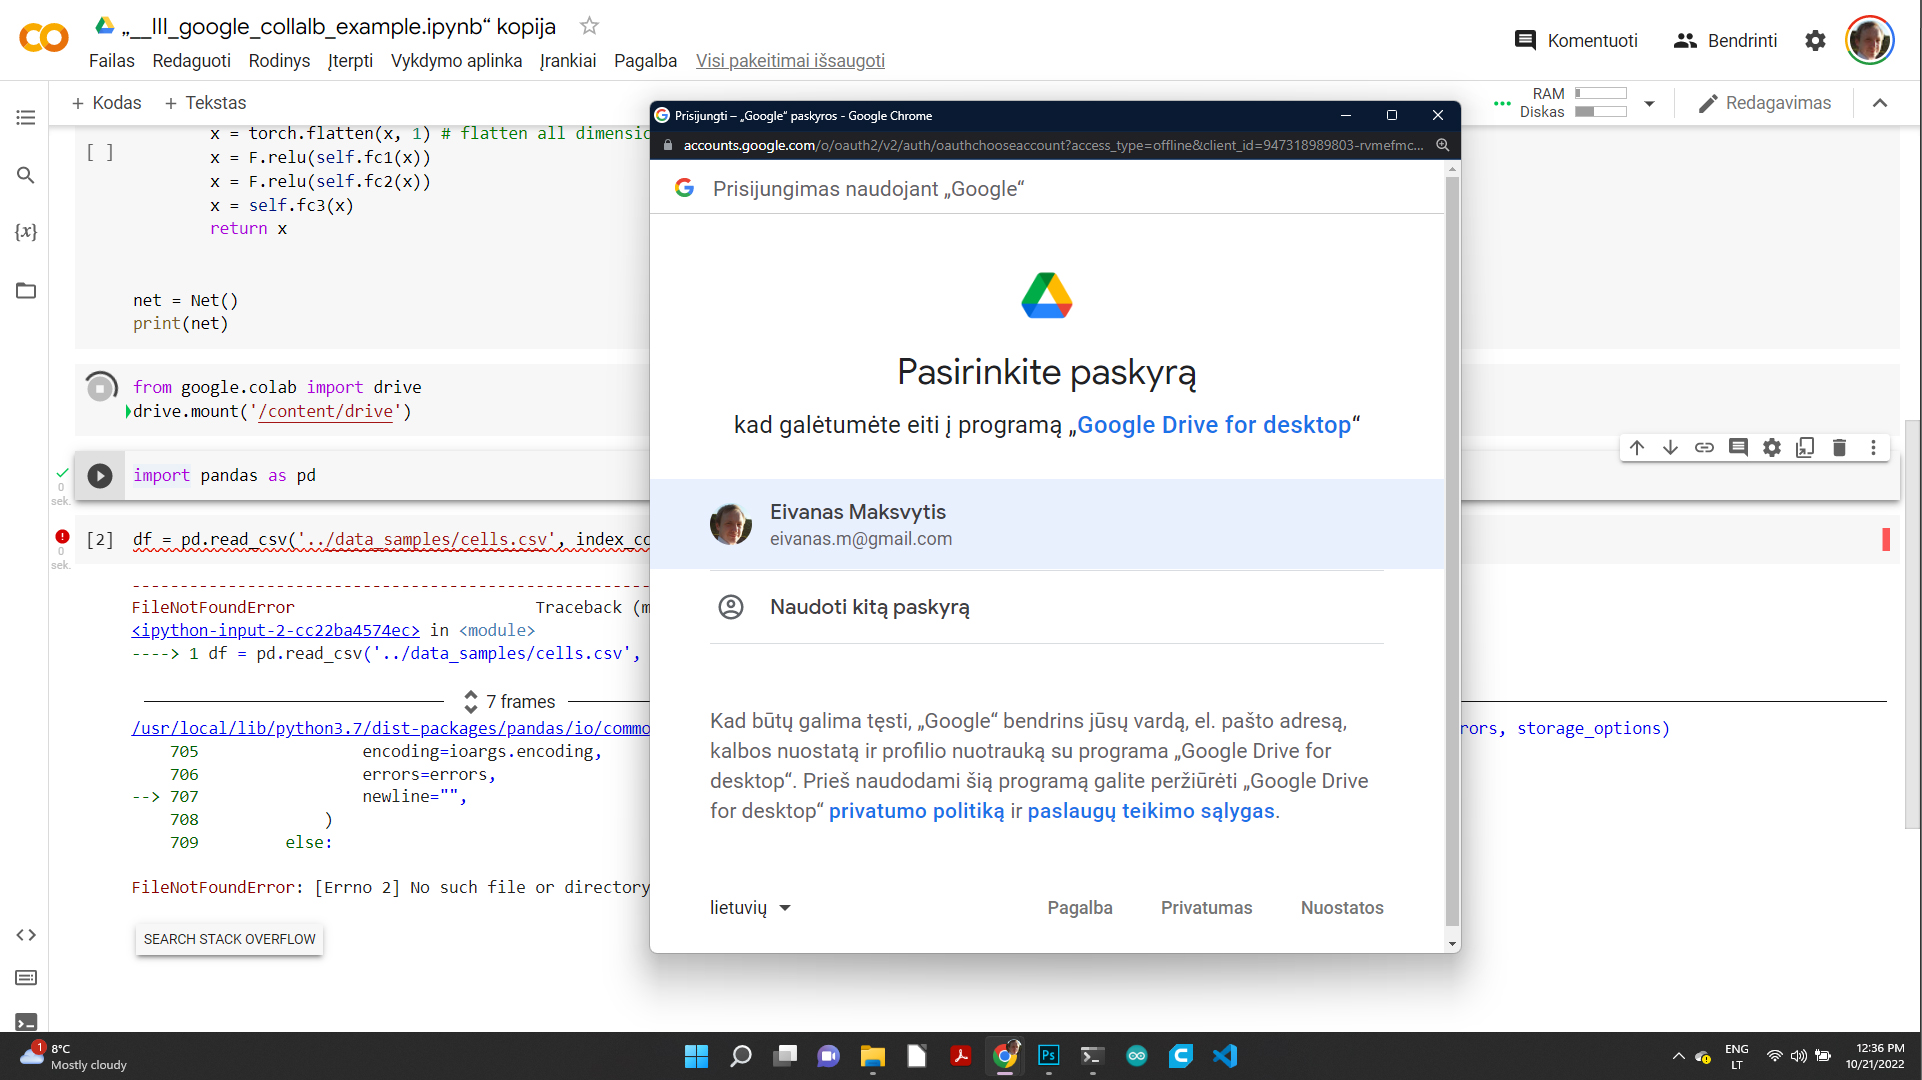 „__III_google_collalb_example.ipynb“ kopija
Failas Redaguoti Rodinys Įterpti Vykdymo aplinka Įrankiai Pagalba Visi pakeitimai išsaugoti
Komentuoti Bendrinti
+ Kodas + Tekstas
RAM
Diskas
Redagavimas
[ ]
x = torch.flatten(x, 1) # flatten all dimensio
x = F.relu(self.fc1(x))
x = F.relu(self.fc2(x))
x = self.fc3(x)
return x
net = Net()
print(net)
from google.colab import drive
drive.mount('/content/drive')
0
sek.
import pandas as pd
0
sek.
[2] df = pd.read_csv('../data_samples/cells.csv', index_co
FileNotFoundError Traceback (m
<ipython-input-2-cc22ba4574ec> in <module>
----> 1 df = pd.read_csv('../data_samples/cells.csv',
7 frames
/usr/local/lib/python3.7/dist-packages/pandas/io/commo
rors, storage_options)
705 encoding=ioargs.encoding,
706 errors=errors,
--> 707 newline="",
708 )
709 else:
FileNotFoundError: [Errno 2] No such file or directory
SEARCH STACK OVERFLOW
Prisijungti – „Google“ paskyros - Google Chrome
accounts.google.com/o/oauth2/v2/auth/oauthchooseaccount?access_type=offline&client_id=947318989803-rvmefmc...
Prisijungimas naudojant „Google“
Pasirinkite paskyrą
kad galėtumėte eiti į programą „Google Drive for desktop“
Eivanas Maksvytis
eivanas.m@gmail.com
Naudoti kitą paskyrą
Kad būtų galima tęsti, „Google“ bendrins jūsų vardą, el. pašto adresą,
kalbos nuostatą ir profilio nuotrauką su programa „Google Drive for
desktop“. Prieš naudodami šią programą galite peržiūrėti „Google Drive
for desktop“ privatumo politiką ir paslaugų teikimo sąlygas.
lietuvių Pagalba Privatumas Nuostatos
1
8°C
Mostly cloudy
Ps
ENG
LT
12:36 PM
10/21/2022